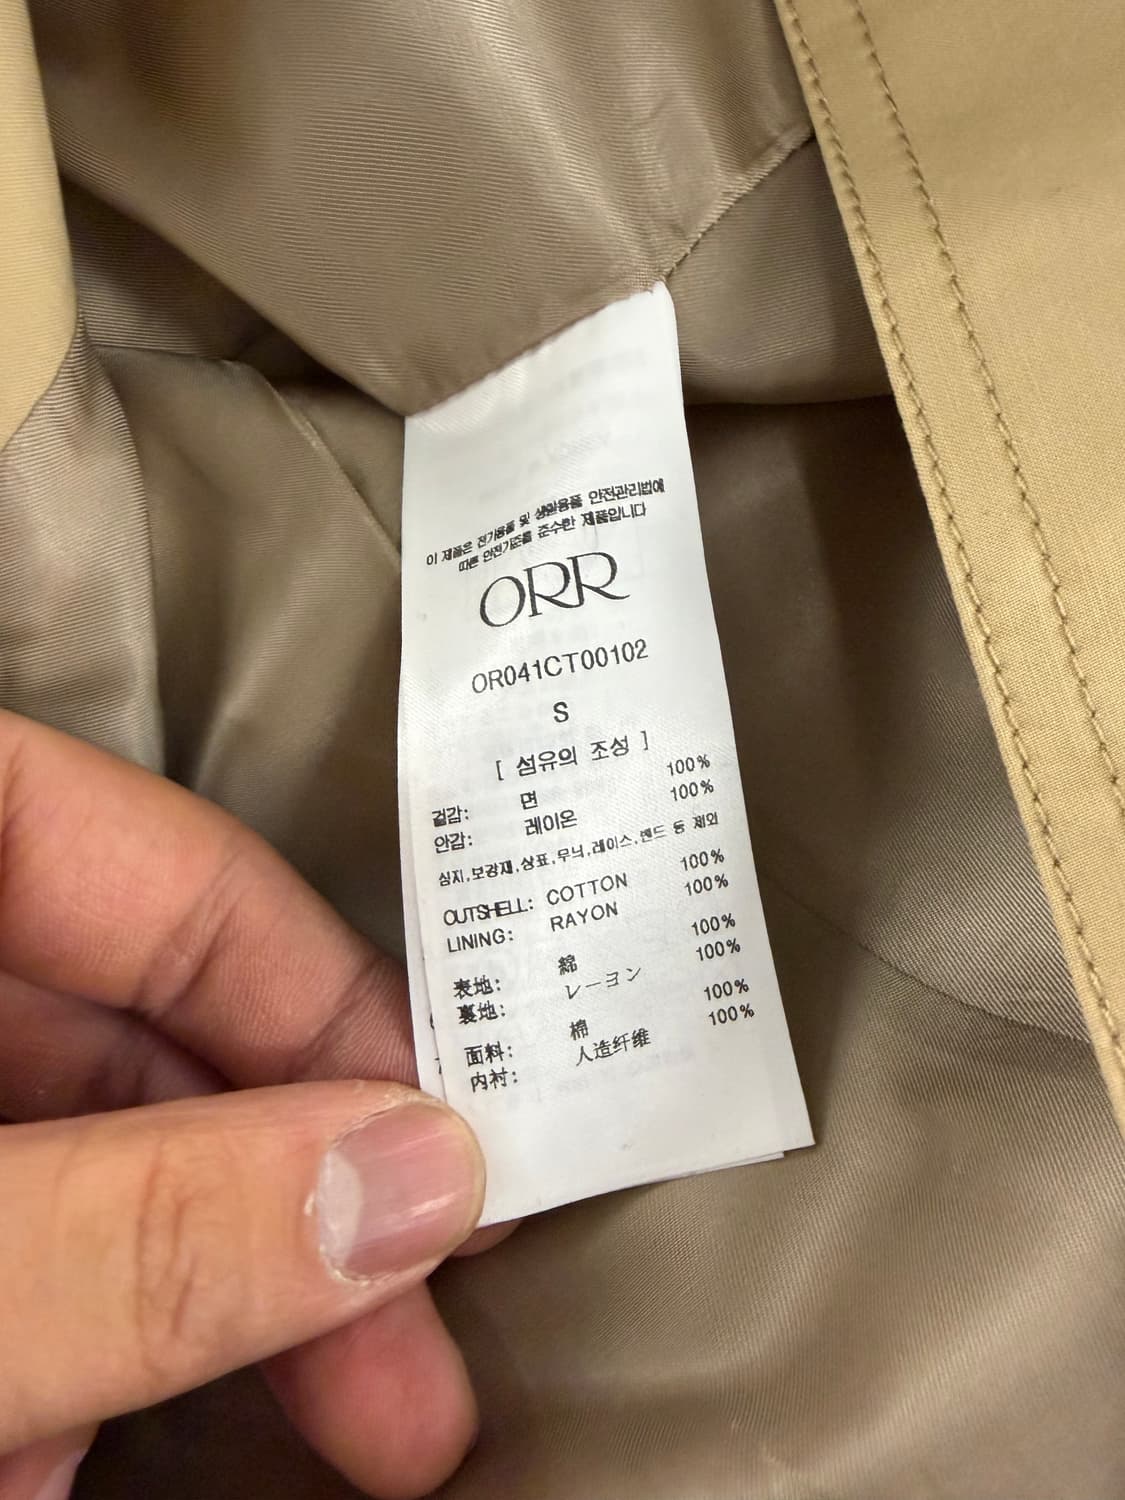 이 제품은 전기용품 및 생활용품 안전관리법에
따른 안전기준를 준수한 제품입니다
ORR
OR041CT00102
S
[ 섬유의 조성 ]
겉감: 면 100%
안감: 레이온 100%
심지,보강재,상표,무늬,레이스,밴드 등 제외
OUTSHELL: COTTON 100%
LINING: RAYON 100%
表地: 綿 100%
裏地: レーヨン 100%
面料: 棉 100%
内衬: 人造纤维 100%